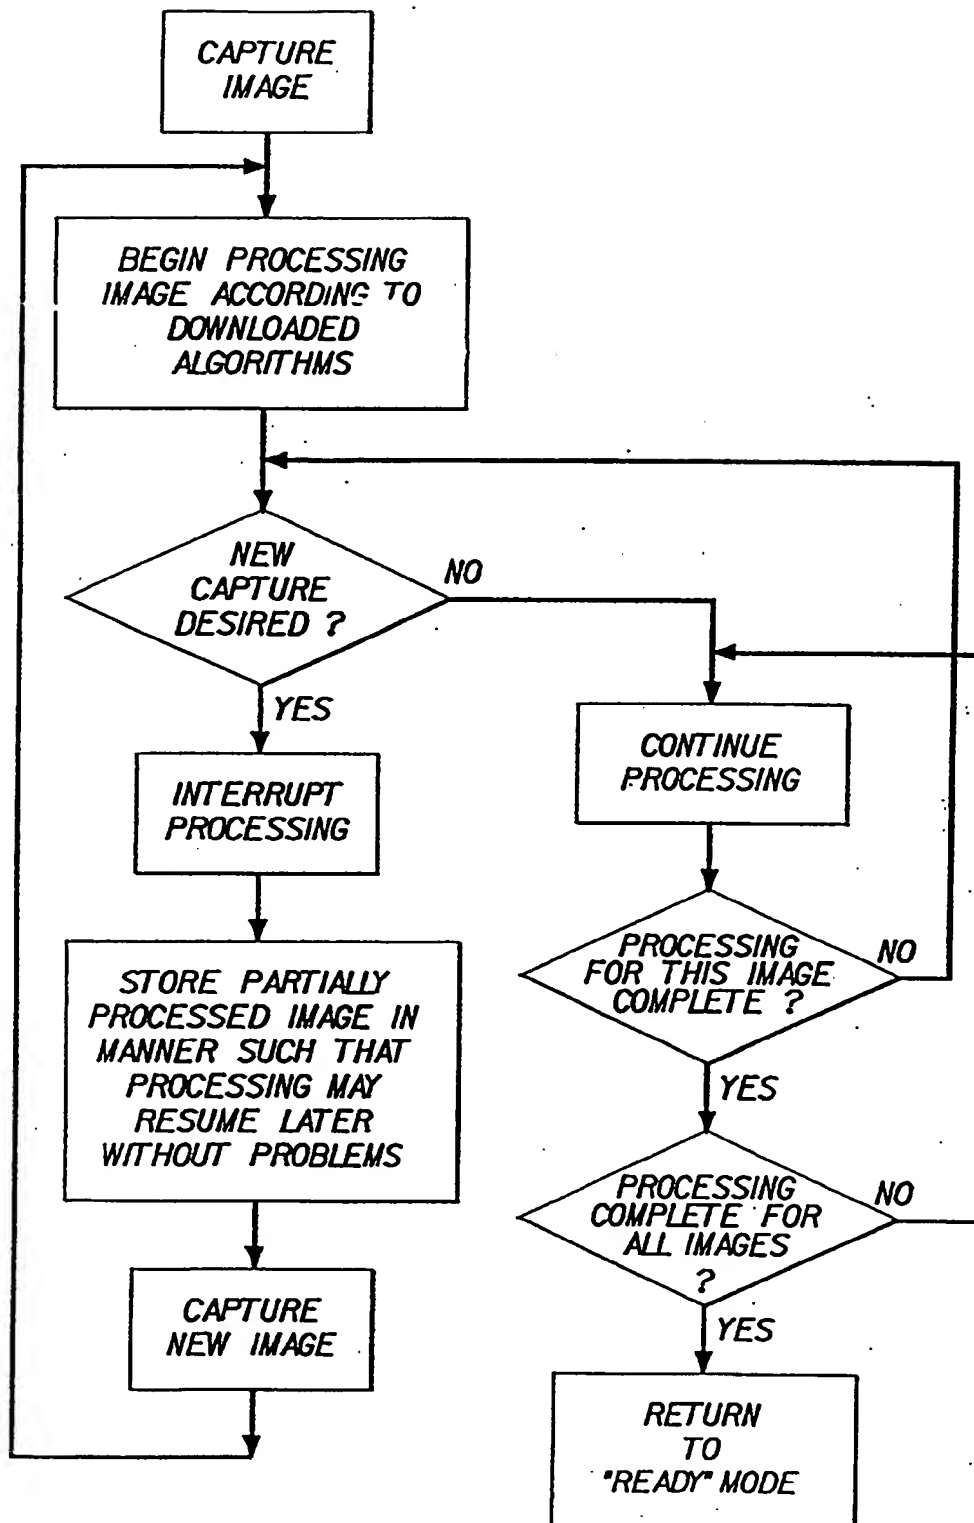 CAPTURE
IMAGE
BEGIN PROCESSING
IMAGE ACCORDING TO
DOWNLOADED
ALGORITHMS
NEW
CAPTURE
DESIRED ?
NO
YES
INTERRUPT
PROCESSING
STORE PARTIALLY
PROCESSED IMAGE IN
MANNER SUCH THAT
PROCESSING MAY
RESUME LATER
WITHOUT PROBLEMS
CAPTURE
NEW IMAGE
CONTINUE
PROCESSING
PROCESSING
FOR THIS IMAGE
COMPLETE ?
NO
YES
PROCESSING
COMPLETE FOR
ALL IMAGES
?
NO
YES
RETURN
TO
"READY" MODE